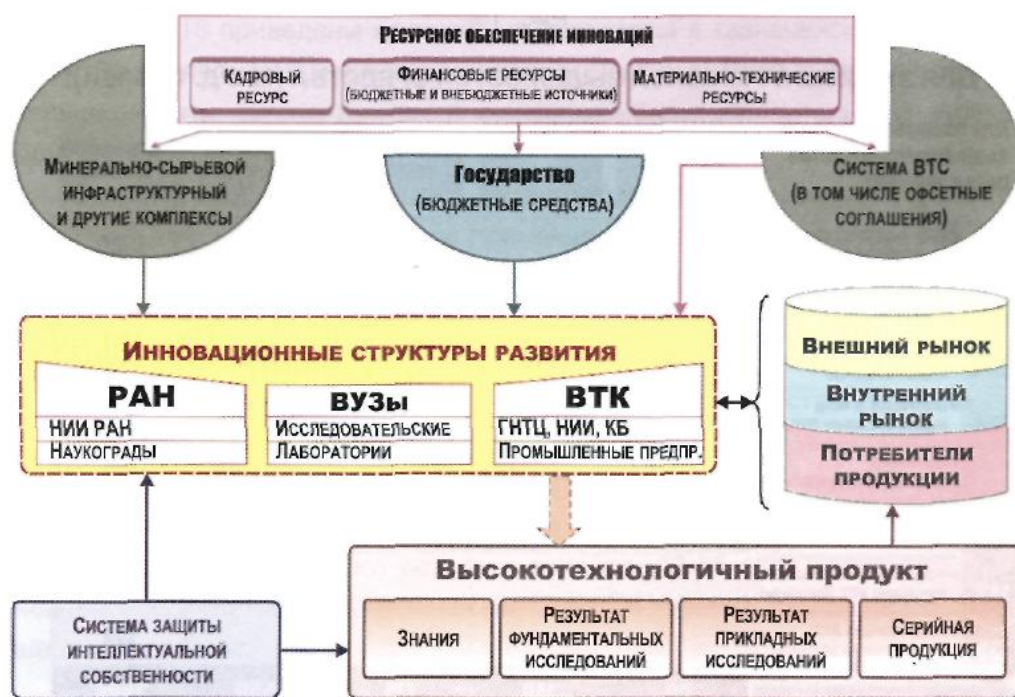 РЕСУРСНОЕ ОБЕСПЕЧЕНИЕ ИННОВАЦИЙ
КАДРОВЫЙ
РЕСУРС
ФИНАНСОВЫЕ РЕСУРСЫ
(БЮДЖЕТНЫЕ И ВНЕБЮДЖЕТНЫЕ ИСТОЧНИКИ)
МАТЕРИАЛЬНО-ТЕХНИЧЕСКИЕ
РЕСУРСЫ
МИНЕРАЛЬНО-СЫРЬЕВОЙ
ИНФРАСТРУКТУРНЫЙ
И ДРУГИЕ КОМПЛЕКСЫ
ГОСУДАРСТВО
(БЮДЖЕТНЫЕ СРЕДСТВА)
СИСТЕМА ВТС
(В ТОМ ЧИСЛЕ ОФСЕТНЫЕ
СОГЛАШЕНИЯ)
ИННОВАЦИОННЫЕ СТРУКТУРЫ РАЗВИТИЯ
РАН
НИИ РАН
НАУКОГРАДЫ
ВУЗы
ИССЛЕДОВАТЕЛЬСКИЕ
ЛАБОРАТОРИИ
ВТК
ГНТЦ, НИИ, КБ
ПРОМЫШЛЕННЫЕ ПРЕДПР.
ВНЕШНИЙ РЫНОК
ВНУТРЕННИЙ
РЫНОК
ПОТРЕБИТЕЛИ
ПРОДУКЦИИ
Высокотехнологичный продукт
ЗНАНИЯ
РЕЗУЛЬТАТ
ФУНДАМЕНТАЛЬНЫХ
ИССЛЕДОВАНИЙ
РЕЗУЛЬТАТ
ПРИКЛАДНЫХ
ИССЛЕДОВАНИЙ
СЕРИЙНАЯ
ПРОДУКЦИЯ
СИСТЕМА ЗАЩИТЫ
ИНТЕЛЛЕКТУАЛЬНОЙ
СОБСТВЕННОСТИ